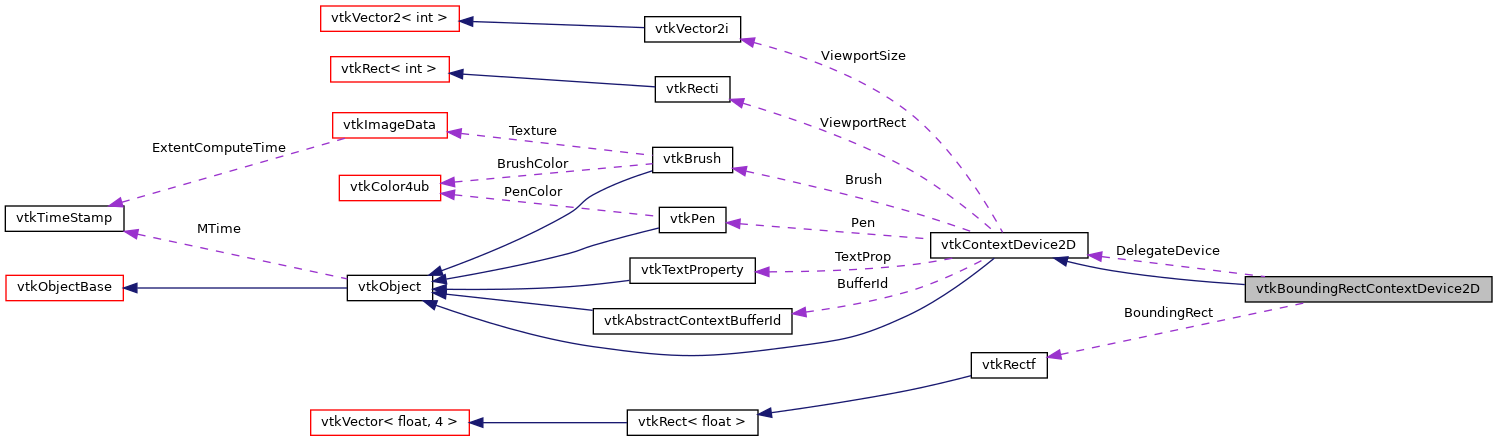 vtkVector2< int >
vtkVector2i
ViewportSize
vtkRect< int >
vtkRecti
ViewportRect
vtkImageData
Texture
ExtentComputeTime
vtkBrush
BrushColor
Brush
vtkColor4ub
PenColor
vtkTimeStamp
vtkPen
Pen
MTime
vtkContextDevice2D
DelegateDevice
TextProp
vtkTextProperty
BufferId
vtkObjectBase
vtkObject
vtkBoundingRectContextDevice2D
vtkAbstractContextBufferId
BoundingRect
vtkRectf
vtkVector< float, 4 >
vtkRect< float >